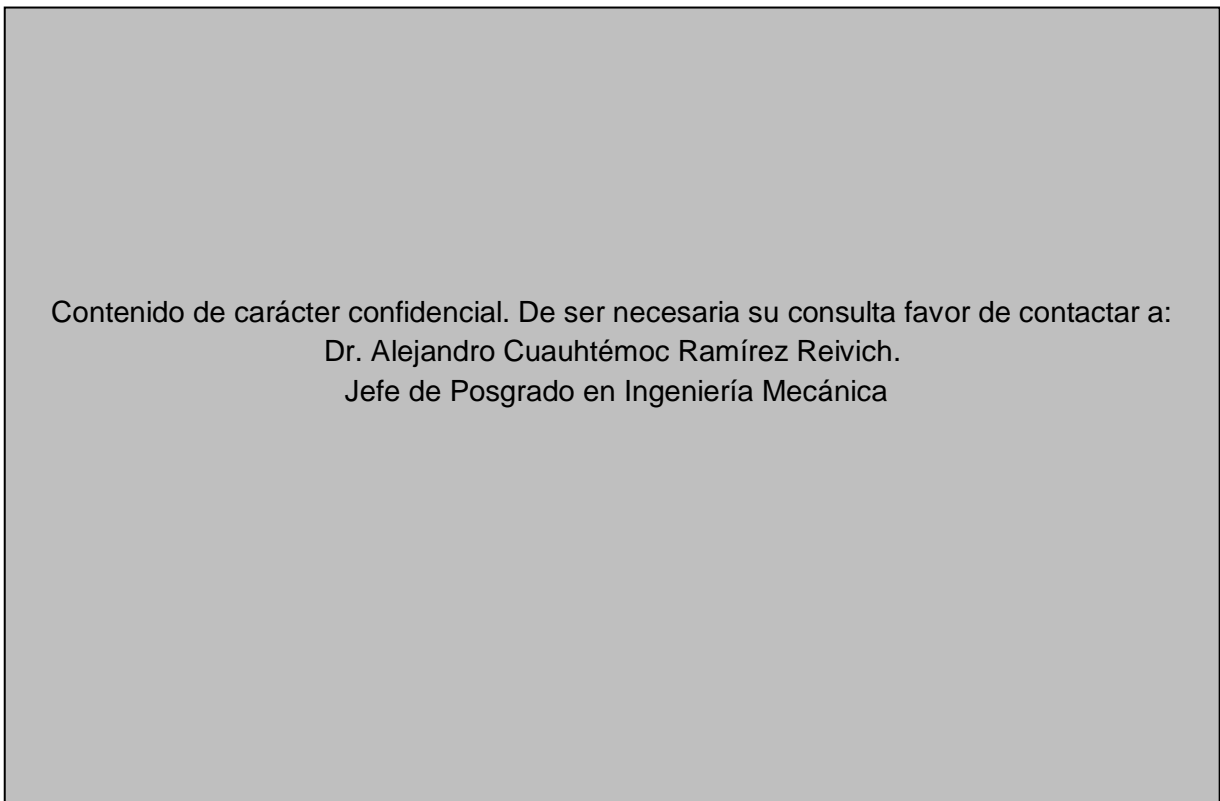 Contenido de carácter confidencial. De ser necesaria su consulta favor de contactar a:
Dr. Alejandro Cuauhtémoc Ramírez Reivich.
Jefe de Posgrado en Ingeniería Mecánica